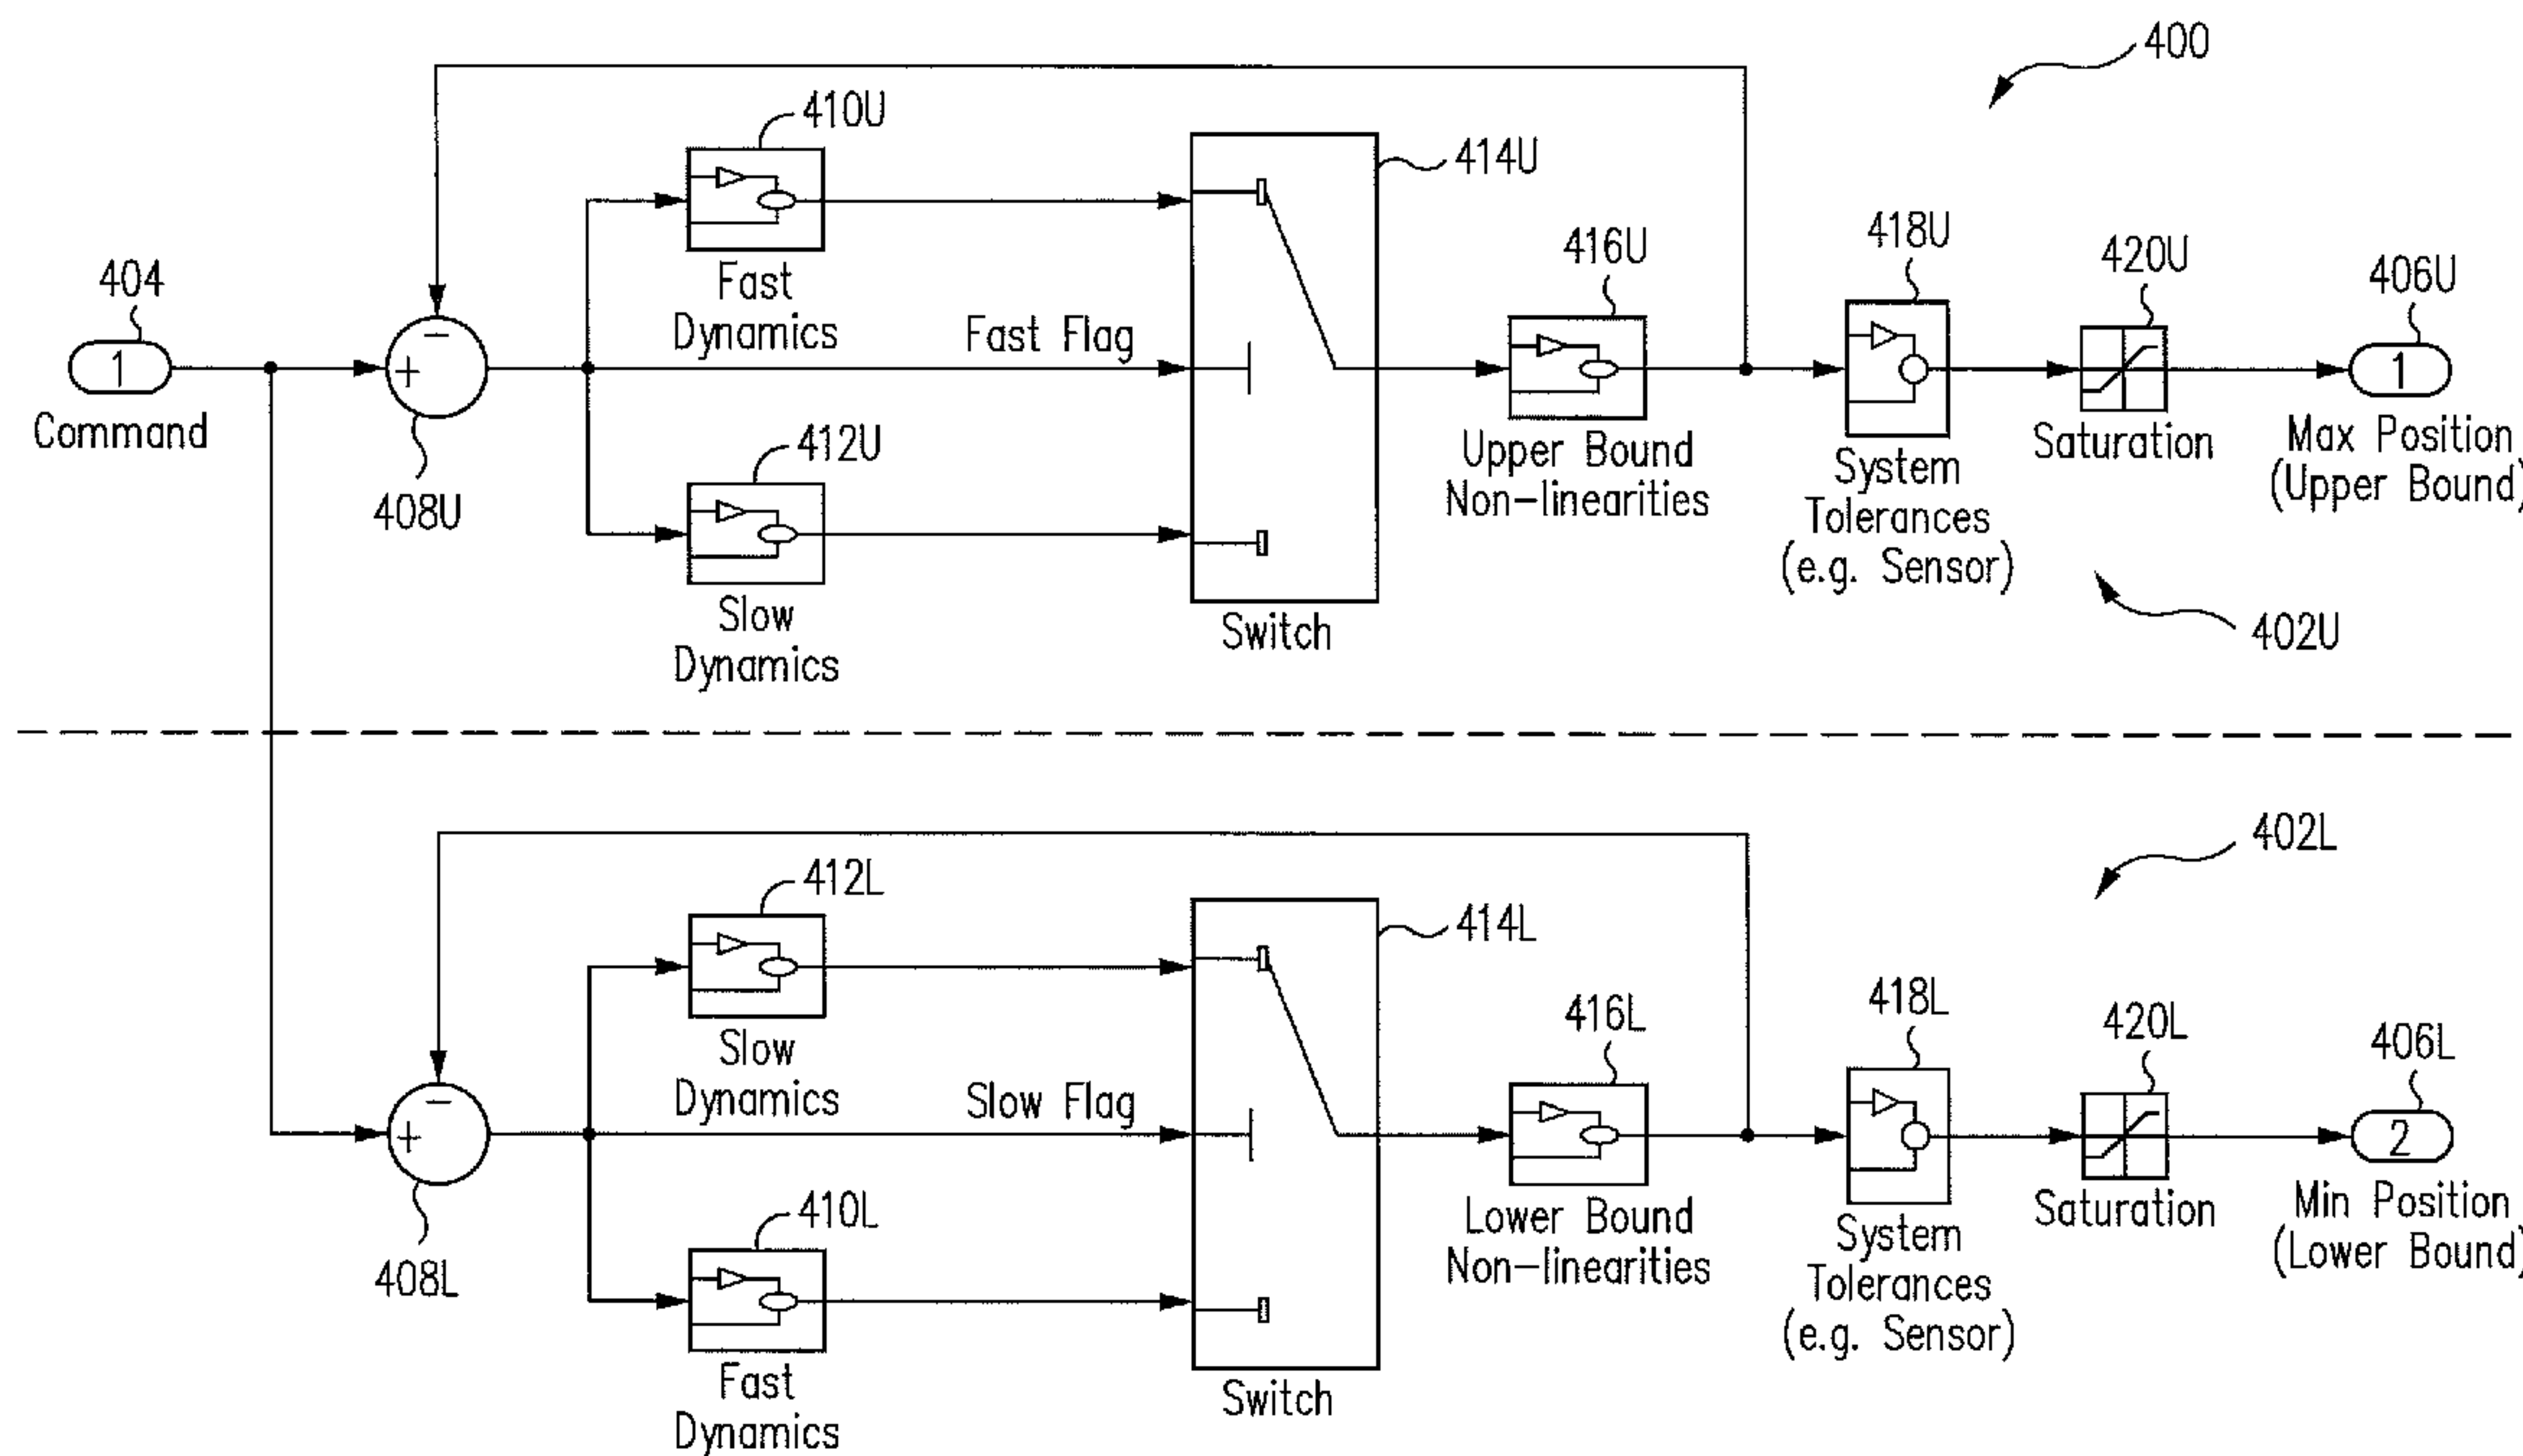 400
410U
414U
Fast
Dynamics
416U
418U
420U
406U
404
1
Command
+
−
408U
Fast Flag
412U
Slow
Dynamics
Switch
Upper Bound
Non-linearities
System
Tolerances
(e.g. Sensor)
Saturation
1
Max Position
(Upper Bound)
402U
402L
412L
414L
Slow
Dynamics
416L
418L
420L
406L
+
−
408L
Slow Flag
410L
Fast
Dynamics
Switch
Lower Bound
Non-linearities
System
Tolerances
(e.g. Sensor)
Saturation
2
Min Position
(Lower Bound)